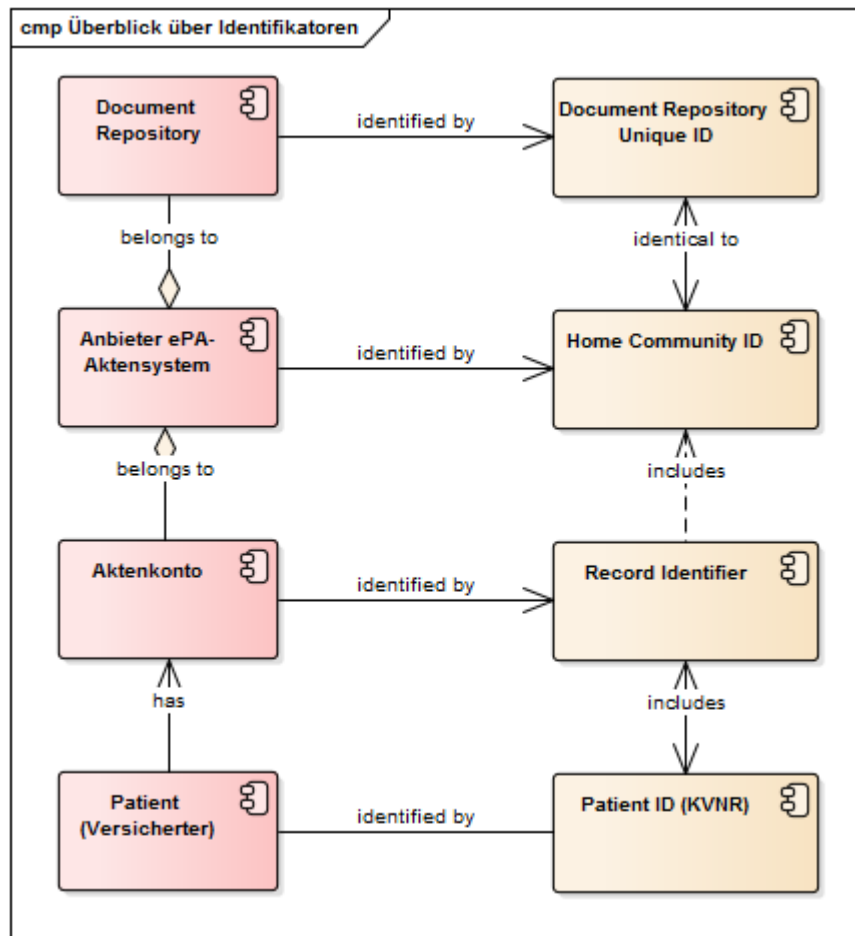 cmp Überblick über Identifikatoren
Document
Repository
identified by
Document Repository
Unique ID
belongs to
identical to
Anbieter ePA-
Aktensystem
identified by
Home Community ID
belongs to
includes
Aktenkonto
identified by
Record Identifier
has
includes
Patient
(Versicherter)
identified by
Patient ID (KVNR)